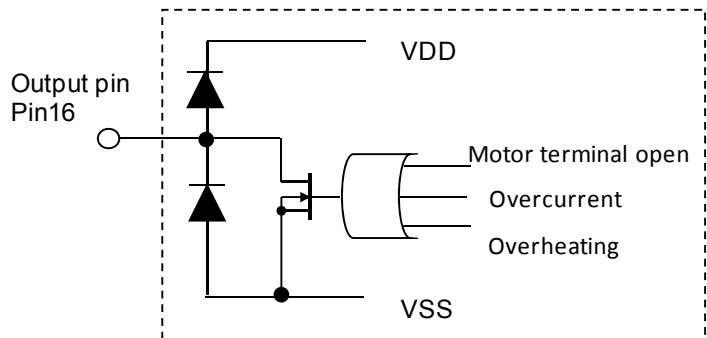 VDD
Output pin
Pin16
Motor terminal open
Overcurrent
Overheating
VSS